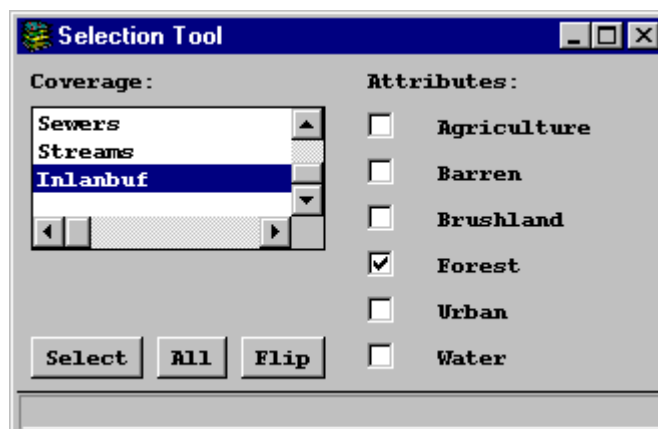 Selection Tool
Coverage:
Sewers
Streams
Inlanbuf
Select All Flip
Attributes:
Agriculture
Barren
Brushland
Forest
Urban
Water